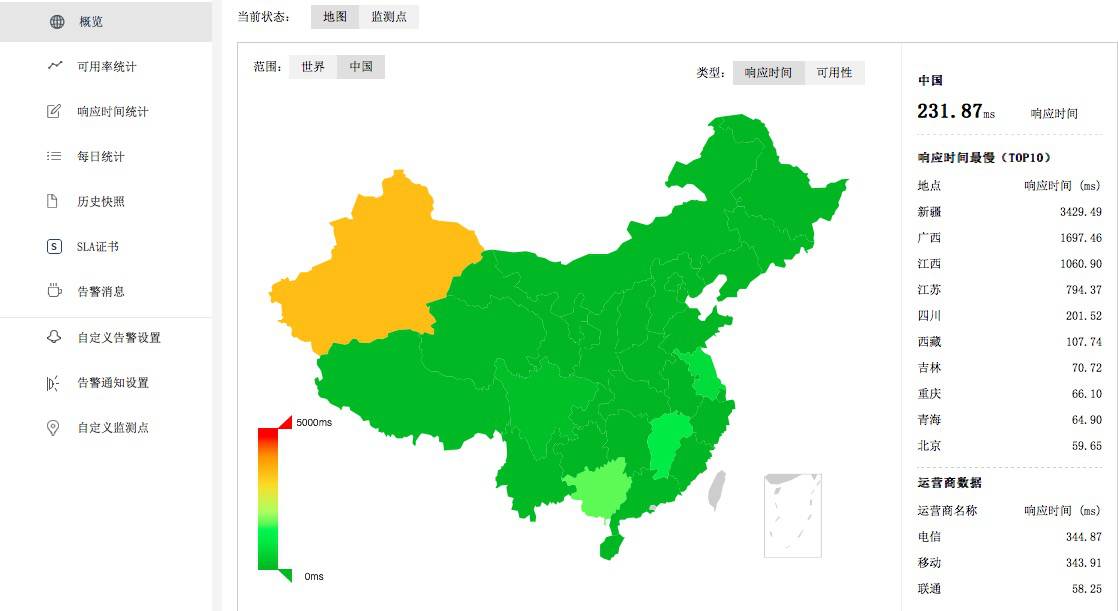 概览
可用率统计
响应时间统计
每日统计
历史快照
S SLA证书
告警消息
自定义告警设置
告警通知设置
自定义监测点
当前状态： 地图 监测点
范围： 世界 中国
类型： 响应时间 可用性
5000ms
0ms
中国
231.87ms 响应时间
响应时间最慢（TOP10）
地点 响应时间 (ms)
新疆 3429.49
广西 1697.46
江西 1060.90
江苏 794.37
四川 201.52
西藏 107.74
吉林 70.72
重庆 66.10
青海 64.90
北京 59.65
运营商数据
运营商名称 响应时间 (ms)
电信 344.87
移动 343.91
联通 58.25